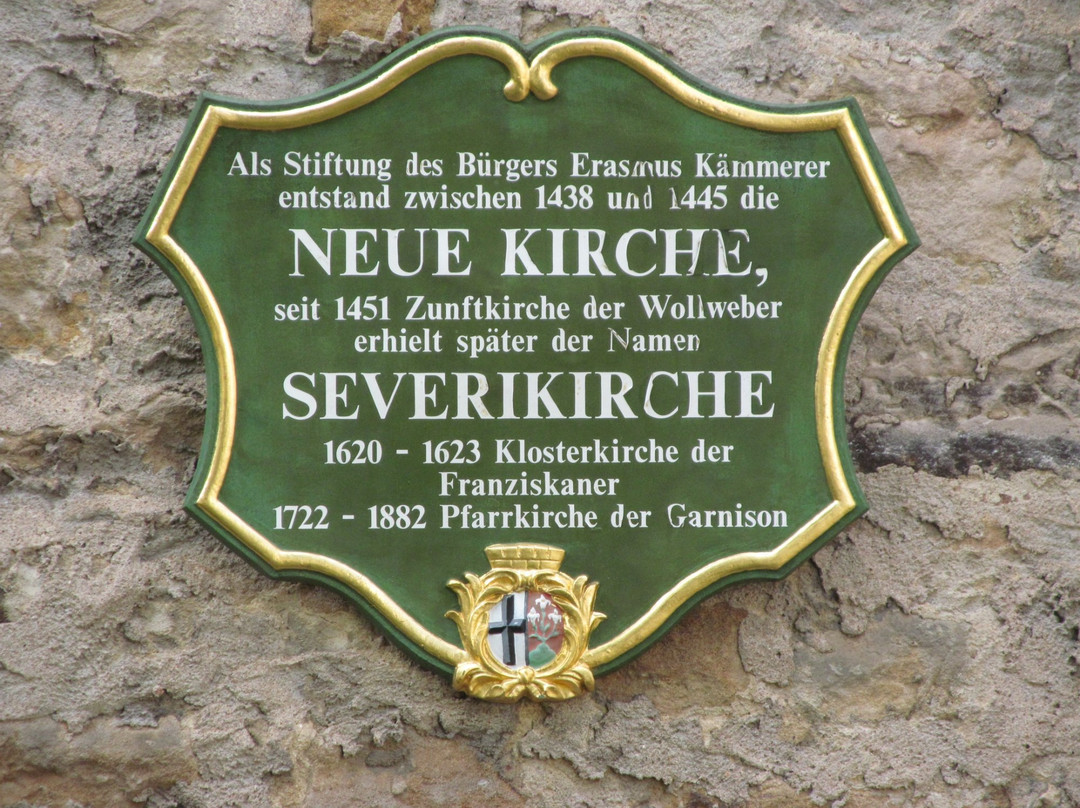 Als Stiftung des Bürgers Erasmus Kämmerer
entstand zwischen 1438 und 1445 die
NEUE KIRCHE,
seit 1451 Zunftkirche der Wollweber
erhielt später der Namen
SEVERIKIRCHE
1620 - 1623 Klosterkirche der
Franziskaner
1722 - 1882 Pfarrkirche der Garnison